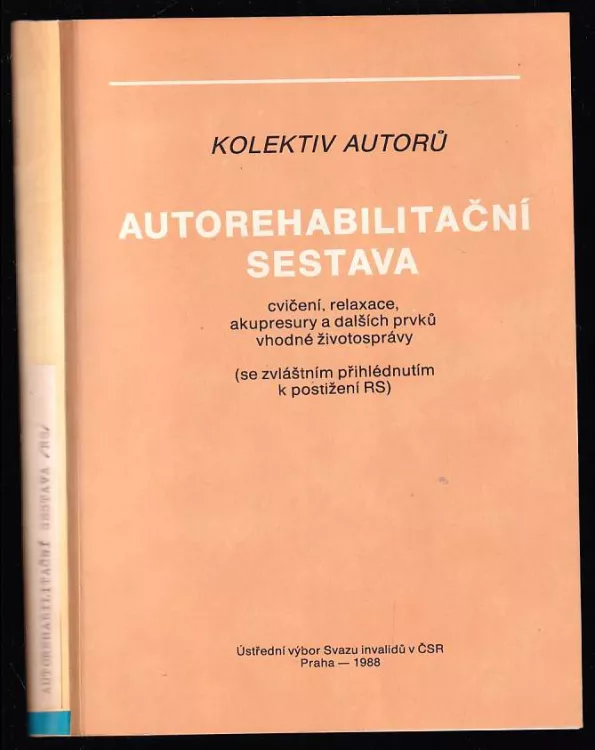 KOLEKTIV AUTORŮ
AUTOREHABILITAČNÍ
SESTAVA
cvičení, relaxace,
akupresury a dalších prvků
vhodné životosprávy
(se zvláštním přihlédnutím
k postižení RS)
Ústřední výbor Svazu invalidů v ČSR
Praha — 1988
AUTOREHABILITAČNÍ SESTAVA /RS/